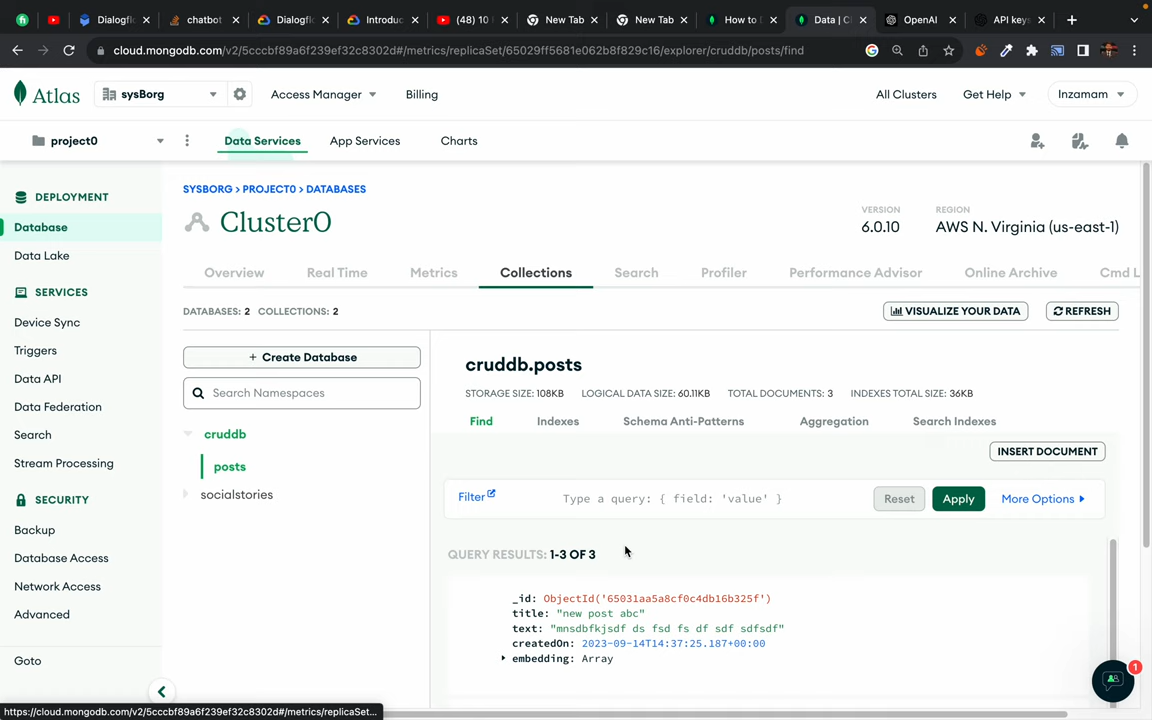 Dialogfl
chatbot
Dialogfl
Introduc
(48) 10 I
New Tab
New Tab
How to D
Data | Cl
OpenAI
API keys
cloud.mongodb.com/v2/5cccbf89a6f239ef32c8302d#/metrics/replicaSet/65029ff5681e062b8f829c16/explorer/cruddb/posts/find
Atlas
sysBorg
Access Manager
Billing
All Clusters
Get Help
Inzamam
project0
Data Services
App Services
Charts
DEPLOYMENT
Database
Data Lake
SERVICES
Device Sync
Triggers
Data API
Data Federation
Search
Stream Processing
SECURITY
Backup
Database Access
Network Access
Advanced
Goto
SYSBORG > PROJECT0 > DATABASES
Cluster0
VERSION
6.0.10
REGION
AWS N. Virginia (us-east-1)
Overview
Real Time
Metrics
Collections
Search
Profiler
Performance Advisor
Online Archive
Cmd L
DATABASES: 2 COLLECTIONS: 2
VISUALIZE YOUR DATA
REFRESH
+ Create Database
Search Namespaces
cruddb
posts
socialstories
cruddb.posts
STORAGE SIZE: 108KB LOGICAL DATA SIZE: 60.11KB TOTAL DOCUMENTS: 3 INDEXES TOTAL SIZE: 36KB
Find
Indexes
Schema Anti-Patterns
Aggregation
Search Indexes
INSERT DOCUMENT
Filter
Type a query: { field: 'value' }
Reset
Apply
More Options
QUERY RESULTS: 1-3 OF 3
_id: ObjectId('65031aa5a8cf0c4db16b325f')
title: "new post abc"
text: "mnsdbfkjsdf ds fsd fs df sdf sdfsdf"
createdOn: 2023-09-14T14:37:25.187+00:00
embedding: Array
1
https://cloud.mongodb.com/v2/5cccbf89a6f239ef32c8302d#/metrics/replicaSet...